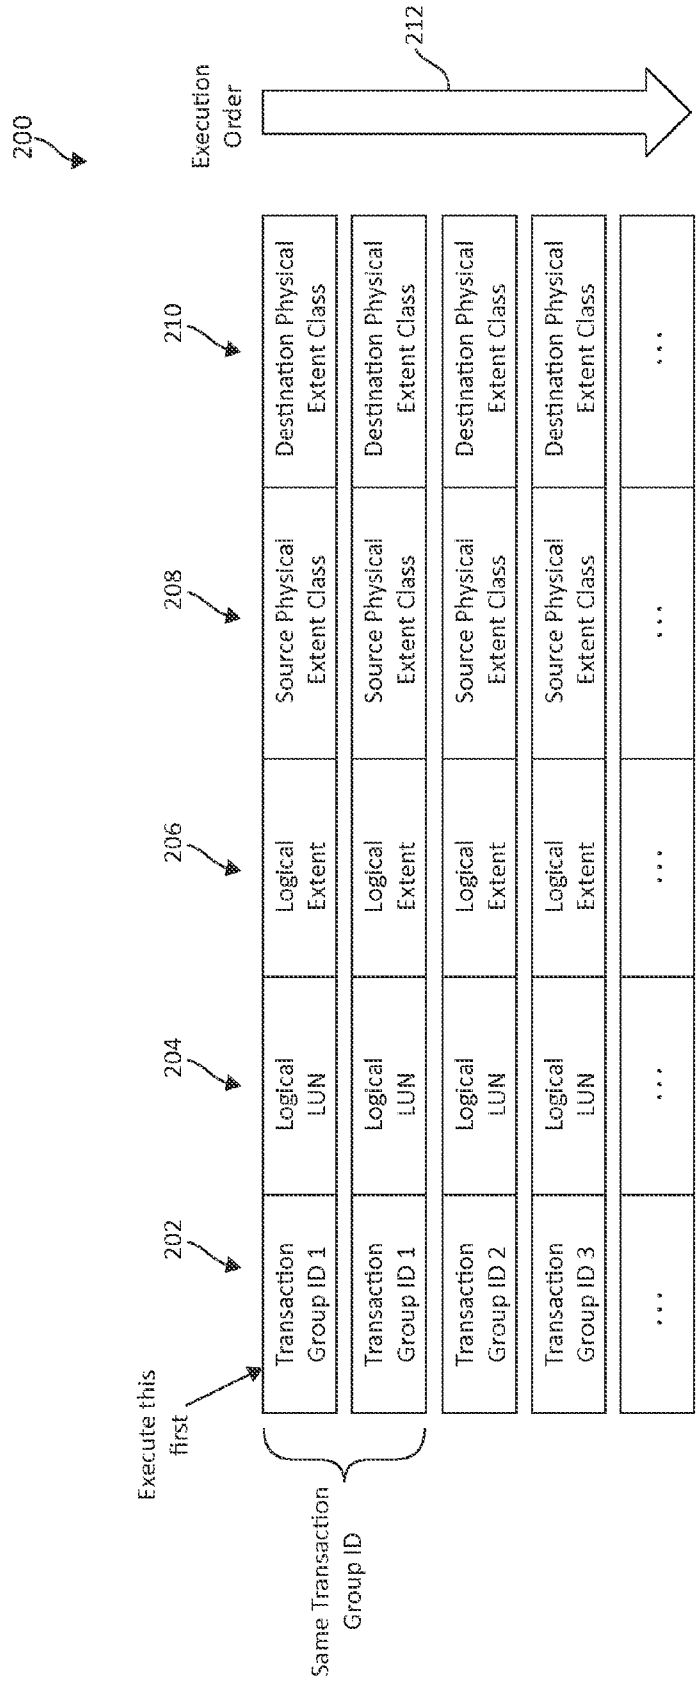 200
Execute this
first
202
204
206
208
210
Execution
Order
212
Same Transaction
Group ID
Transaction
Group ID 1
Logical
LUN
Logical
Extent
Source Physical
Extent Class
Destination Physical
Extent Class
Transaction
Group ID 1
Logical
LUN
Logical
Extent
Source Physical
Extent Class
Destination Physical
Extent Class
Transaction
Group ID 2
Logical
LUN
Logical
Extent
Source Physical
Extent Class
Destination Physical
Extent Class
Transaction
Group ID 3
Logical
LUN
Logical
Extent
Source Physical
Extent Class
Destination Physical
Extent Class
...
...
...
...
...